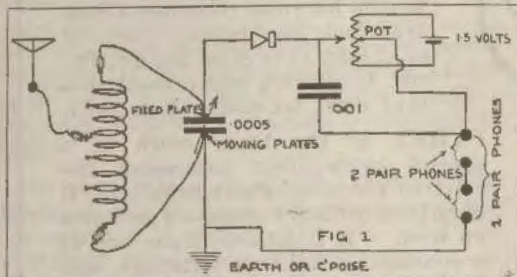 POT
1.5 VOLTS
FIXED PLATE
.0005
MOVING PLATES
.001
2 PAIR PHONES
1 PAIR PHONES
FIG 1
EARTH OR C'POISE